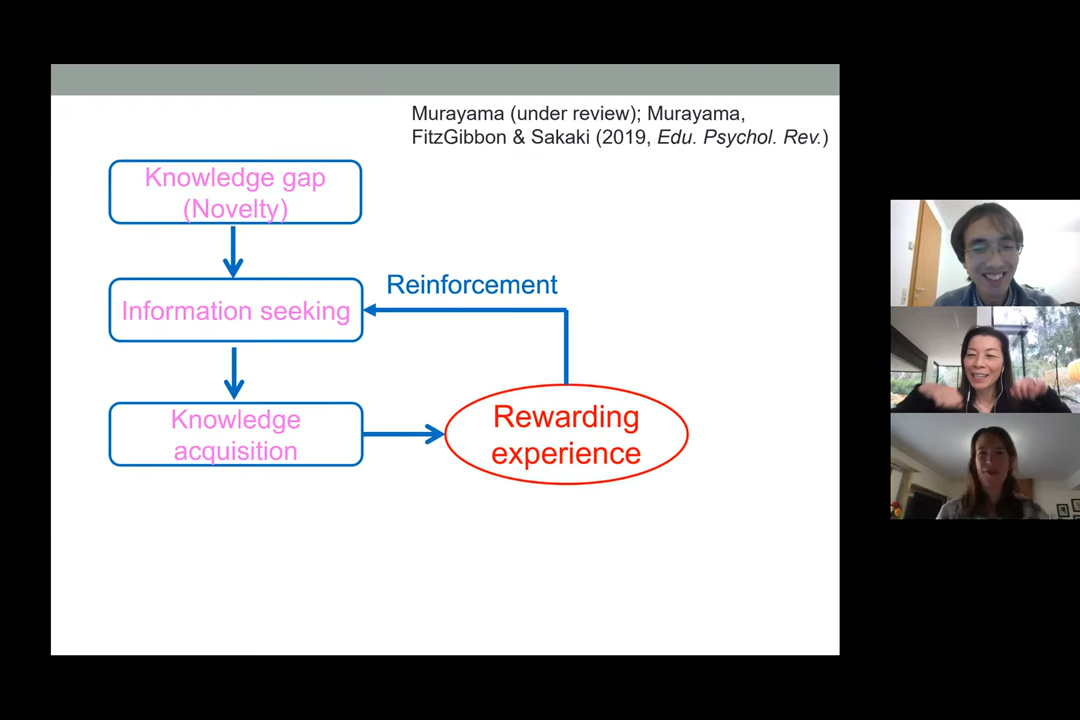 Murayama (under review); Murayama,
FitzGibbon & Sakaki (2019, Edu. Psychol. Rev.)
Knowledge gap
(Novelty)
Information seeking
Reinforcement
Knowledge
acquisition
Rewarding
experience